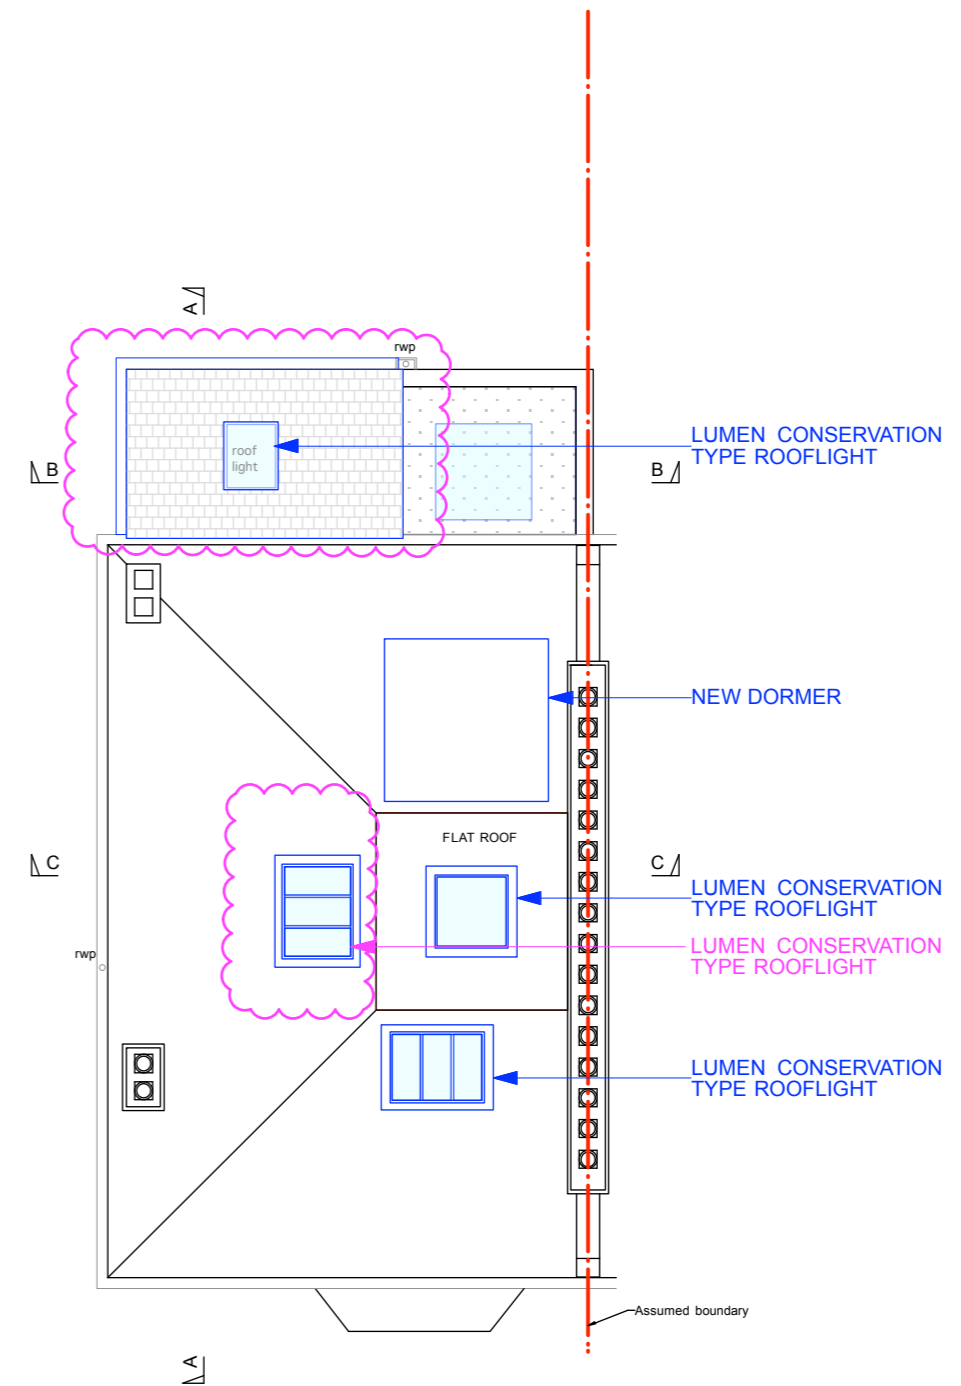 A
rwp
LUMEN CONSERVATION
TYPE ROOFLIGHT
roof
light
B
B
NEW DORMER
FLAT ROOF
C
C
LUMEN CONSERVATION
TYPE ROOFLIGHT
LUMEN CONSERVATION
TYPE ROOFLIGHT
rwp
LUMEN CONSERVATION
TYPE ROOFLIGHT
Assumed boundary
A